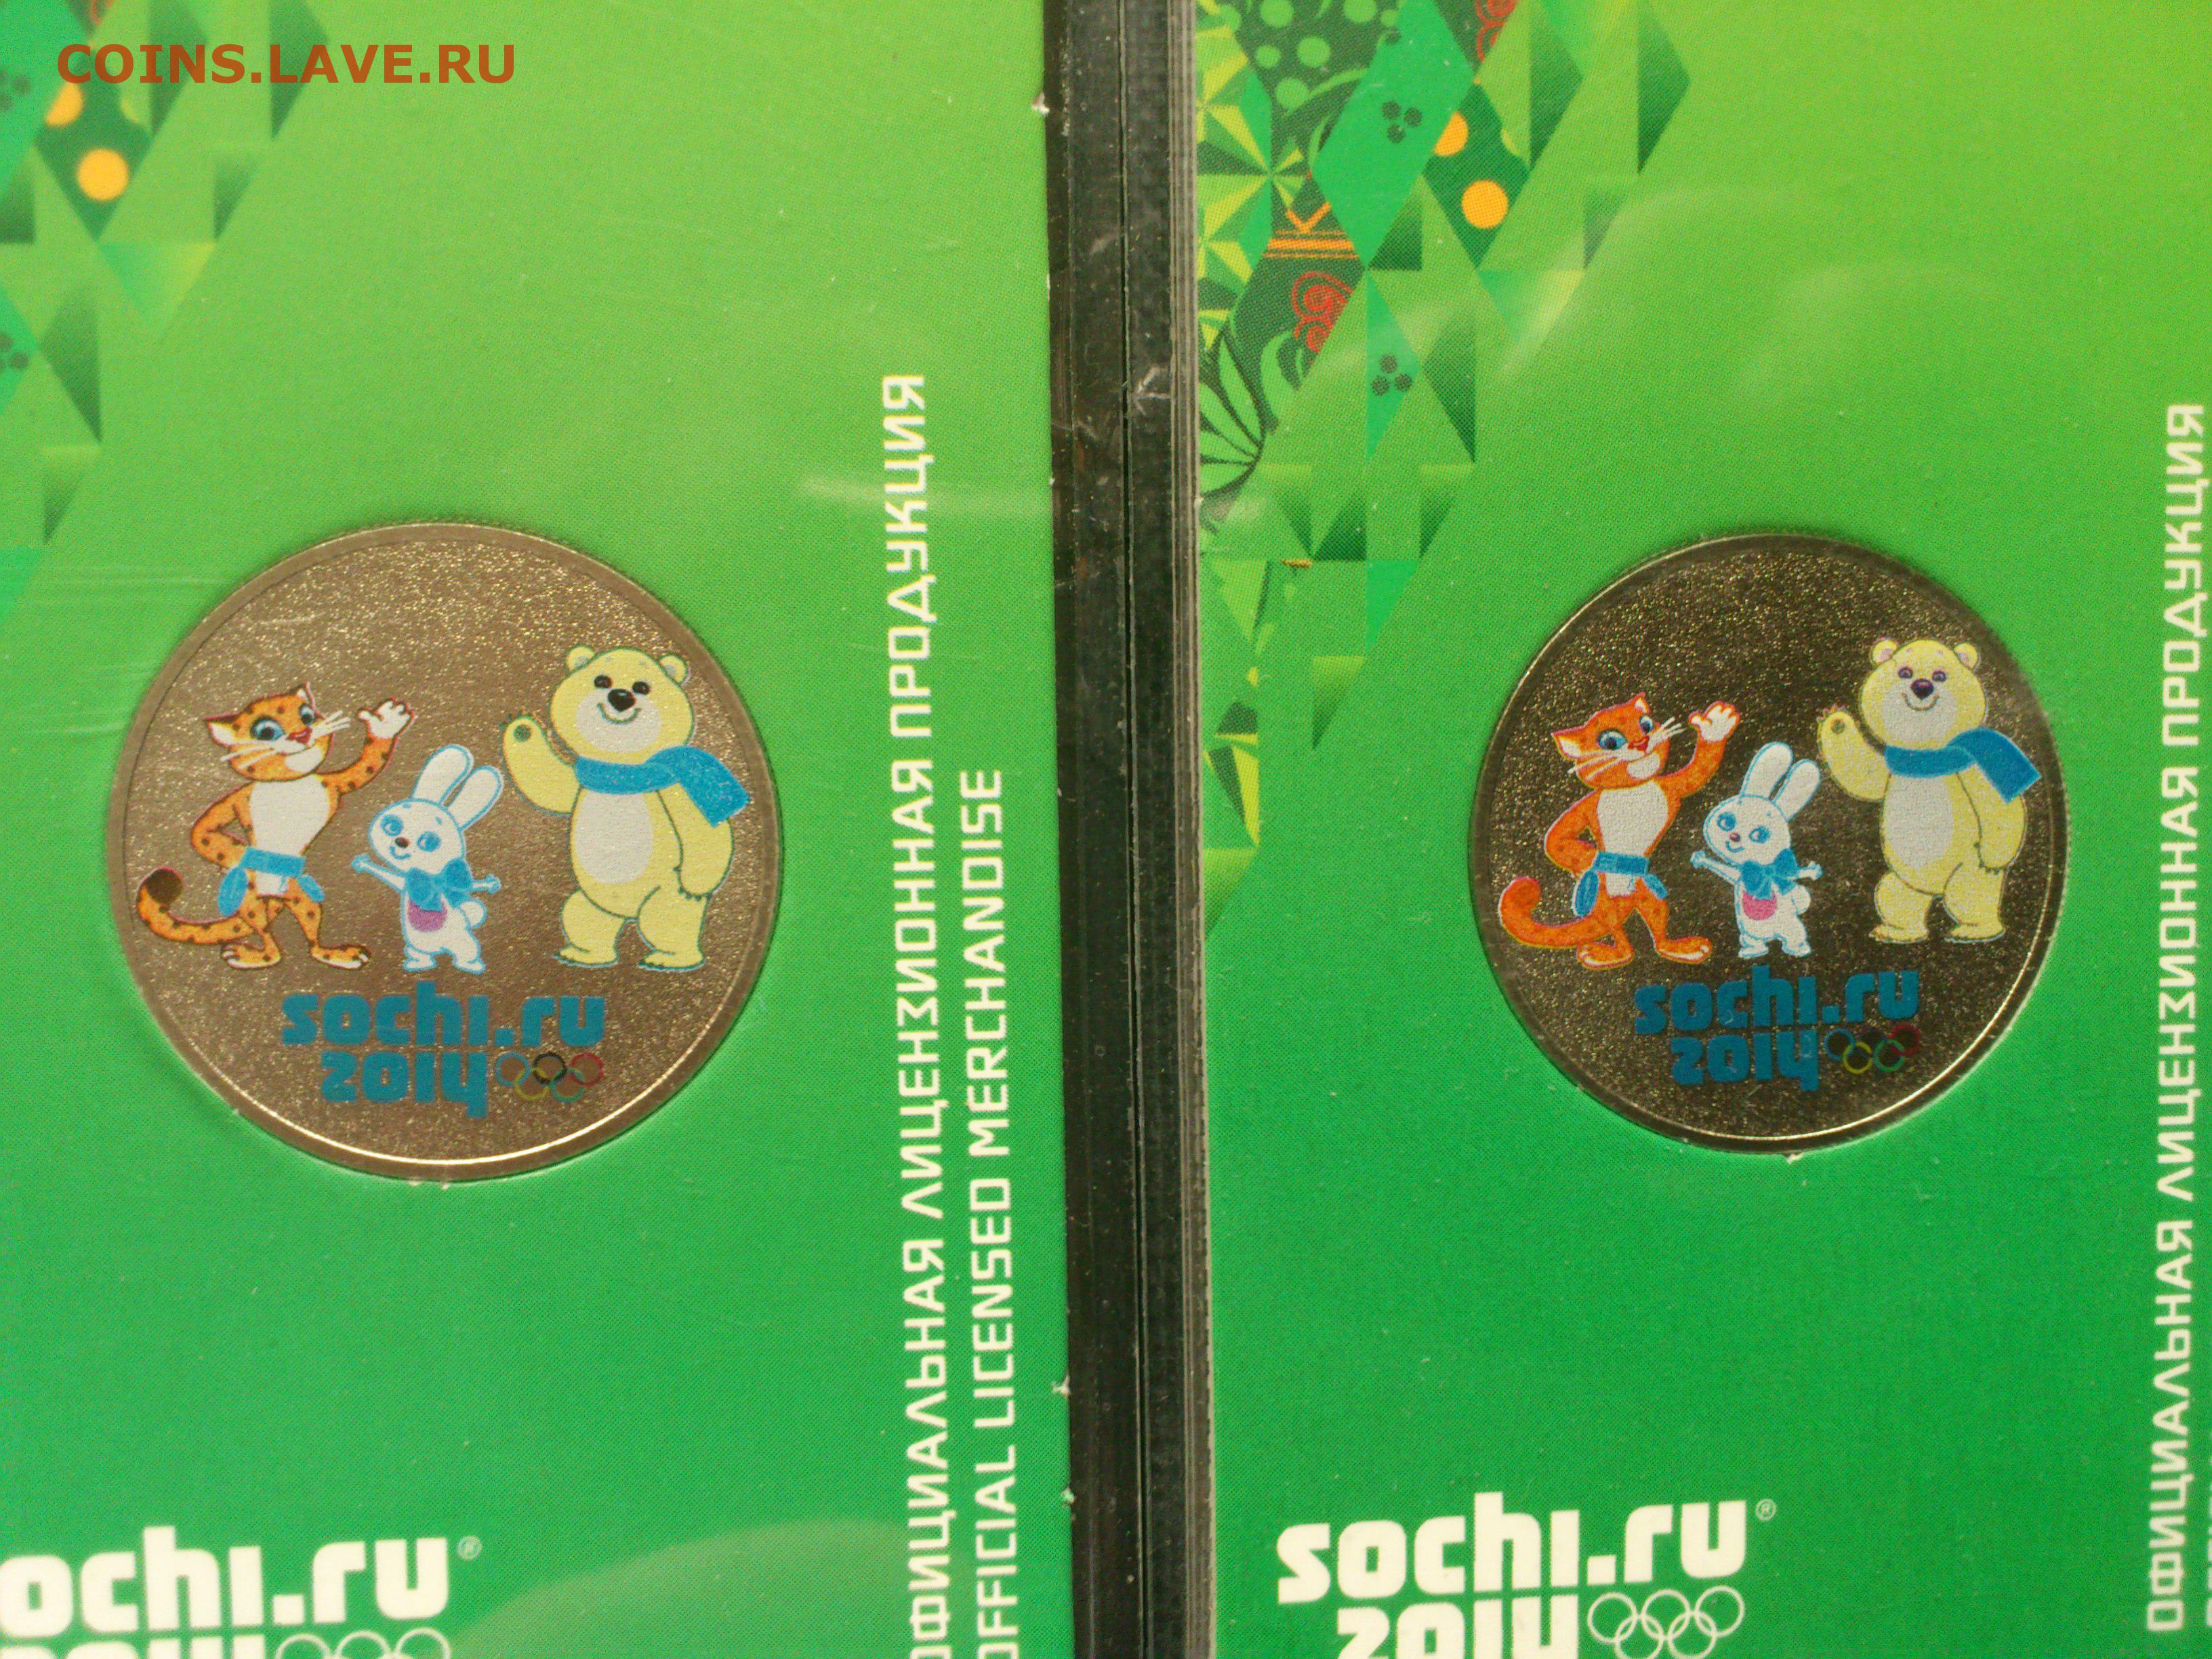 COINS.LAVE.RU
sochi.ru
2014
ОФИЦИАЛЬНАЯ ЛИЦЕНЗИОННАЯ ПРОДУКЦИЯ
OFFICIAL LICENSED MERCHANDISE
ochi.ru®
sochi.ru
2014
ОФИЦИАЛЬНАЯ ЛИЦЕНЗИОННАЯ ПРОДУКЦИЯ
sochi.ru®
2014